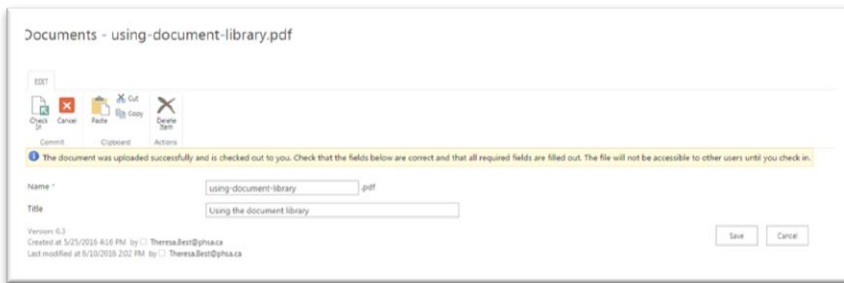 Documents - using-document-library.pdf
EDIT
Check In
Cancel
Paste
Cut
Copy
Delete Item
Commit
Clipboard
Actions
The document was uploaded successfully and is checked out to you. Check that the fields below are correct and that all required fields are filled out. The file will not be accessible to other users until you check in.
Name * using-document-library .pdf
Title Using the document library
Version: 0.3
Created at 5/25/2016 4:16 PM by Theresa.Best@phsa.ca
Last modified at 8/10/2016 2:02 PM by Theresa.Best@phsa.ca
Save Cancel